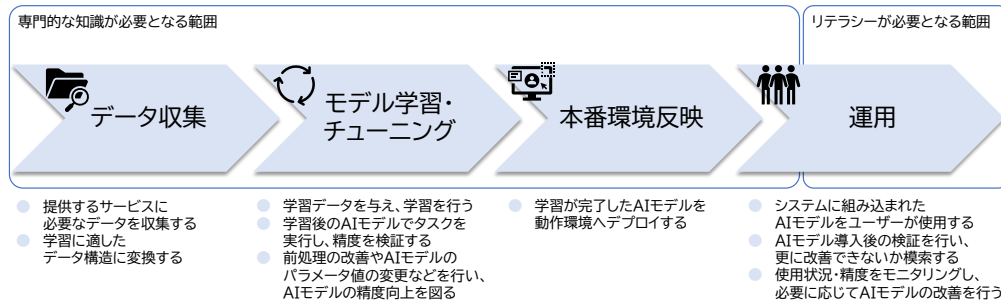 専門的な知識が必要となる範囲
リテラシーが必要となる範囲
データ収集
モデル学習・
チューニング
本番環境反映
運用
提供するサービスに
必要なデータを収集する
学習に適した
データ構造に変換する
学習データを与え、学習を行う
学習後のAIモデルでタスクを
実行し、精度を検証する
前処理の改善やAIモデルの
パラメータ値の変更などを行い、
AIモデルの精度向上を図る
学習が完了したAIモデルを
動作環境へデプロイする
システムに組み込まれた
AIモデルをユーザーが使用する
AIモデル導入後の検証を行い、
更に改善できないか模索する
使用状況・精度をモニタリングし、
必要に応じてAIモデルの改善を行う